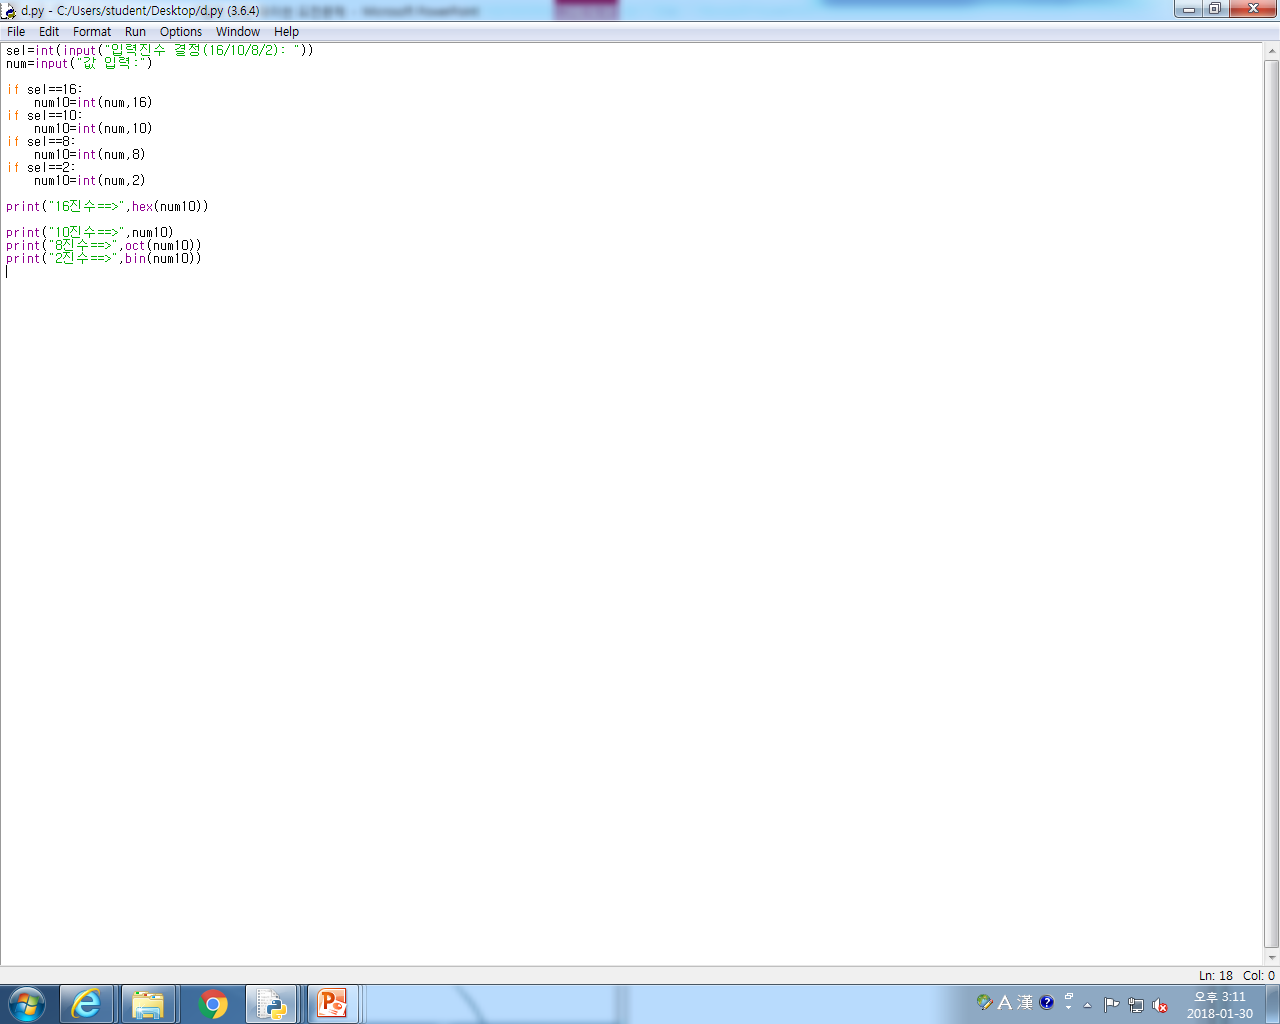 d.py - C:/Users/student/Desktop/d.py (3.6.4)
Microsoft PowerPoint
File Edit Format Run Options Window Help
sel=int(input("입력진수 결정(16/10/8/2): "))
num=input("값 입력:")
if sel==16:
    num10=int(num,16)
if sel==10:
    num10=int(num,10)
if sel==8:
    num10=int(num,8)
if sel==2:
    num10=int(num,2)
print("16진수==>",hex(num10))
print("10진수==>",num10)
print("8진수==>",oct(num10))
print("2진수==>",bin(num10))
Ln: 18 Col: 0
A 漢
오후 3:11
2018-01-30